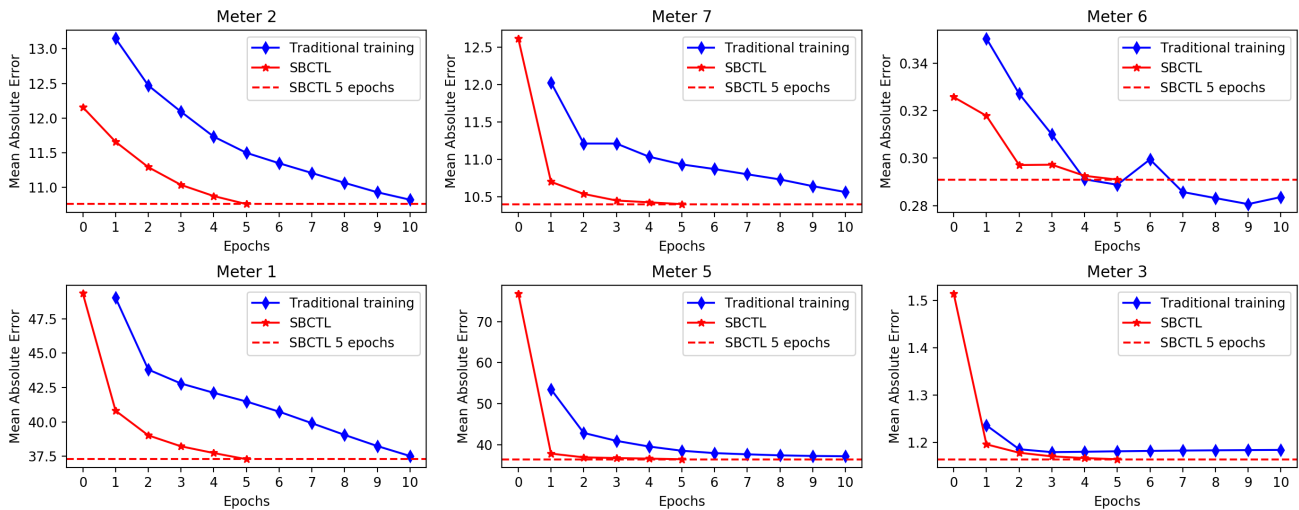 Meter 2
Mean Absolute Error
13.0
12.5
12.0
11.5
11.0
Traditional training
SBCTL
SBCTL 5 epochs
0 1 2 3 4 5 6 7 8 9 10
Epochs
Meter 7
Mean Absolute Error
12.5
12.0
11.5
11.0
10.5
Traditional training
SBCTL
SBCTL 5 epochs
0 1 2 3 4 5 6 7 8 9 10
Epochs
Meter 6
Mean Absolute Error
0.34
0.32
0.30
0.28
Traditional training
SBCTL
SBCTL 5 epochs
0 1 2 3 4 5 6 7 8 9 10
Epochs
Meter 1
Mean Absolute Error
47.5
45.0
42.5
40.0
37.5
Traditional training
SBCTL
SBCTL 5 epochs
0 1 2 3 4 5 6 7 8 9 10
Epochs
Meter 5
Mean Absolute Error
70
60
50
40
Traditional training
SBCTL
SBCTL 5 epochs
0 1 2 3 4 5 6 7 8 9 10
Epochs
Meter 3
Mean Absolute Error
1.5
1.4
1.3
1.2
Traditional training
SBCTL
SBCTL 5 epochs
0 1 2 3 4 5 6 7 8 9 10
Epochs